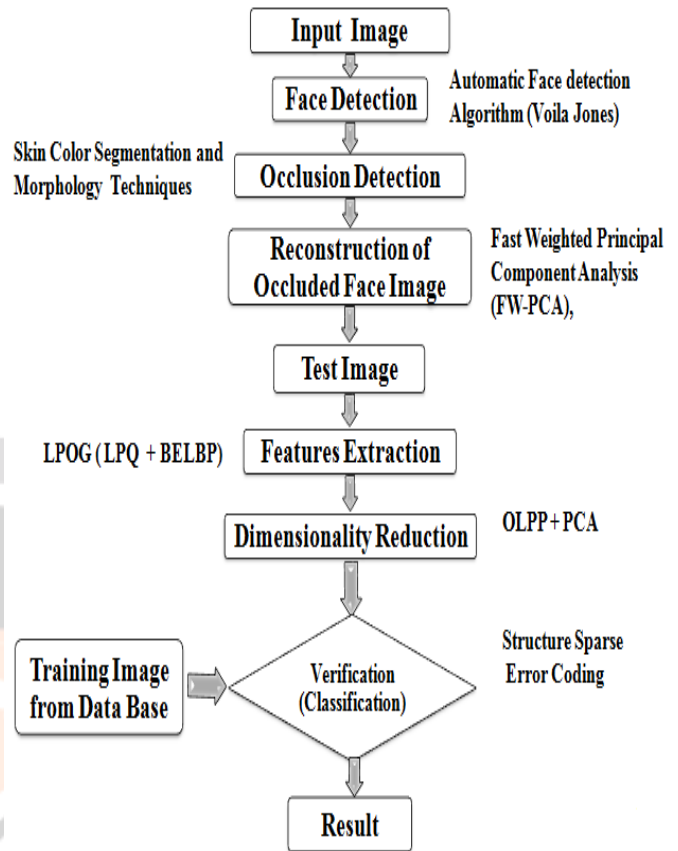 Input Image
Face Detection
Automatic Face detection
Algorithm (Voila Jones)
Skin Color Segmentation and
Morphology Techniques
Occlusion Detection
Reconstruction of
Occluded Face Image
Fast Weighted Principal
Component Analysis
(FW-PCA),
Test Image
LPOG ( LPQ + BELBP)
Features Extraction
Dimensionality Reduction
OLPP + PCA
Training Image
from Data Base
Verification
(Classification)
Structure Sparse
Error Coding
Result